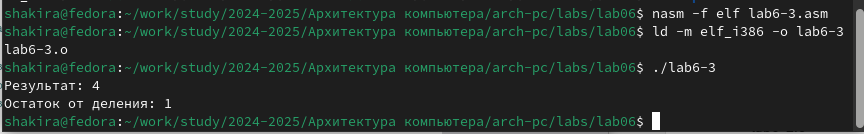 shakira@fedora:~/work/study/2024-2025/Архитектура компьютера/arch-pc/labs/lab06$ nasm -f elf lab6-3.asm
shakira@fedora:~/work/study/2024-2025/Архитектура компьютера/arch-pc/labs/lab06$ ld -m elf_i386 -o lab6-3
lab6-3.o
shakira@fedora:~/work/study/2024-2025/Архитектура компьютера/arch-pc/labs/lab06$ ./lab6-3
Результат: 4
Остаток от деления: 1
shakira@fedora:~/work/study/2024-2025/Архитектура компьютера/arch-pc/labs/lab06$